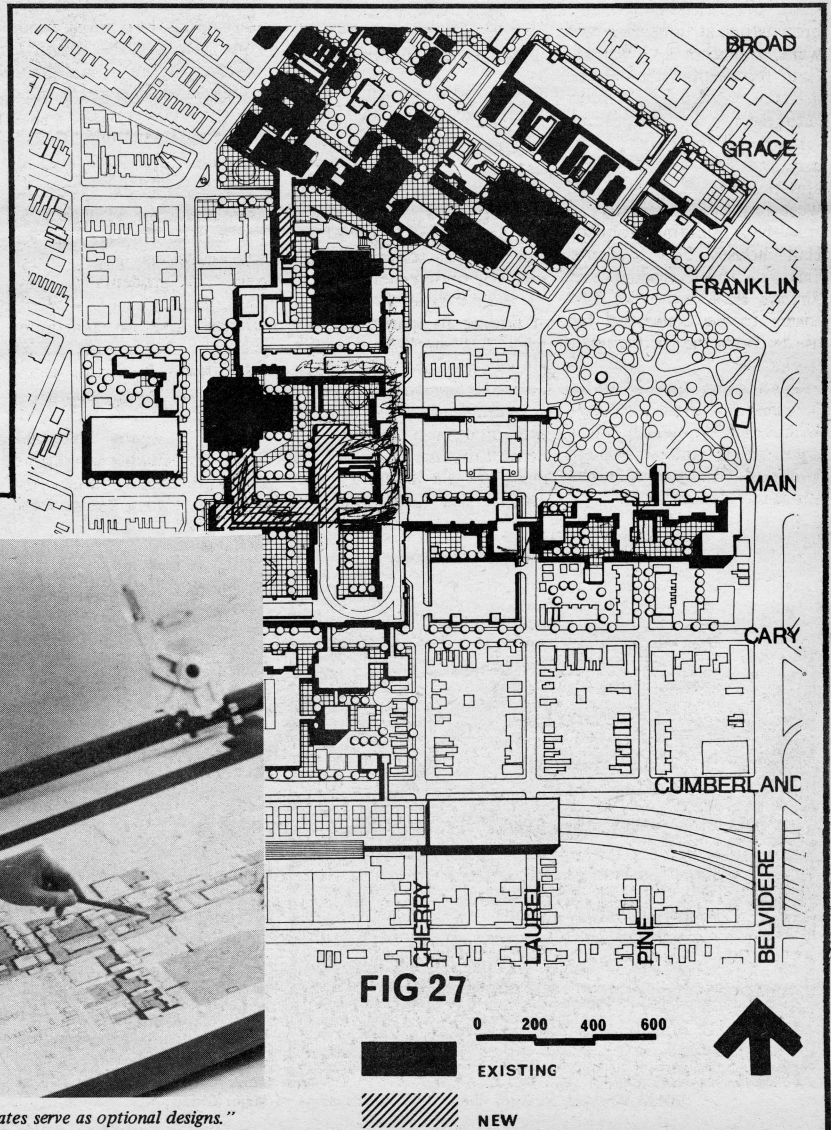 BROAD
GRACE
FRANKLIN
MAIN
CARY
CUMBERLAND
CHERRY
LAUREL
PINE
BELVIDERE
FIG 27
0 200 400 600
EXISTING
NEW
ates serve as optional designs."